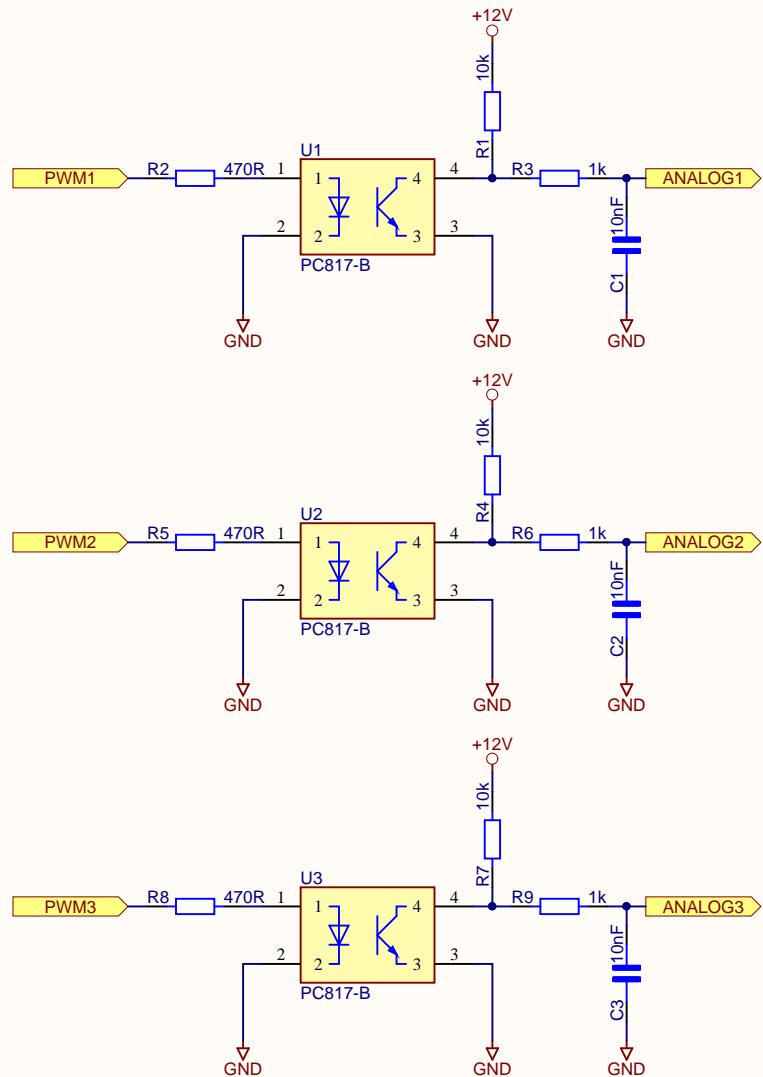 +12V
10k
R1
U1
PWM1
R2
470R
1
1
4
4
R3
1k
ANALOG1
2
2
3
3
10nF
C1
PC817-B
GND
GND
GND
+12V
10k
R4
U2
PWM2
R5
470R
1
1
4
4
R6
1k
ANALOG2
2
2
3
3
10nF
C2
PC817-B
GND
GND
GND
+12V
10k
R7
U3
PWM3
R8
470R
1
1
4
4
R9
1k
ANALOG3
2
2
3
3
10nF
C3
PC817-B
GND
GND
GND